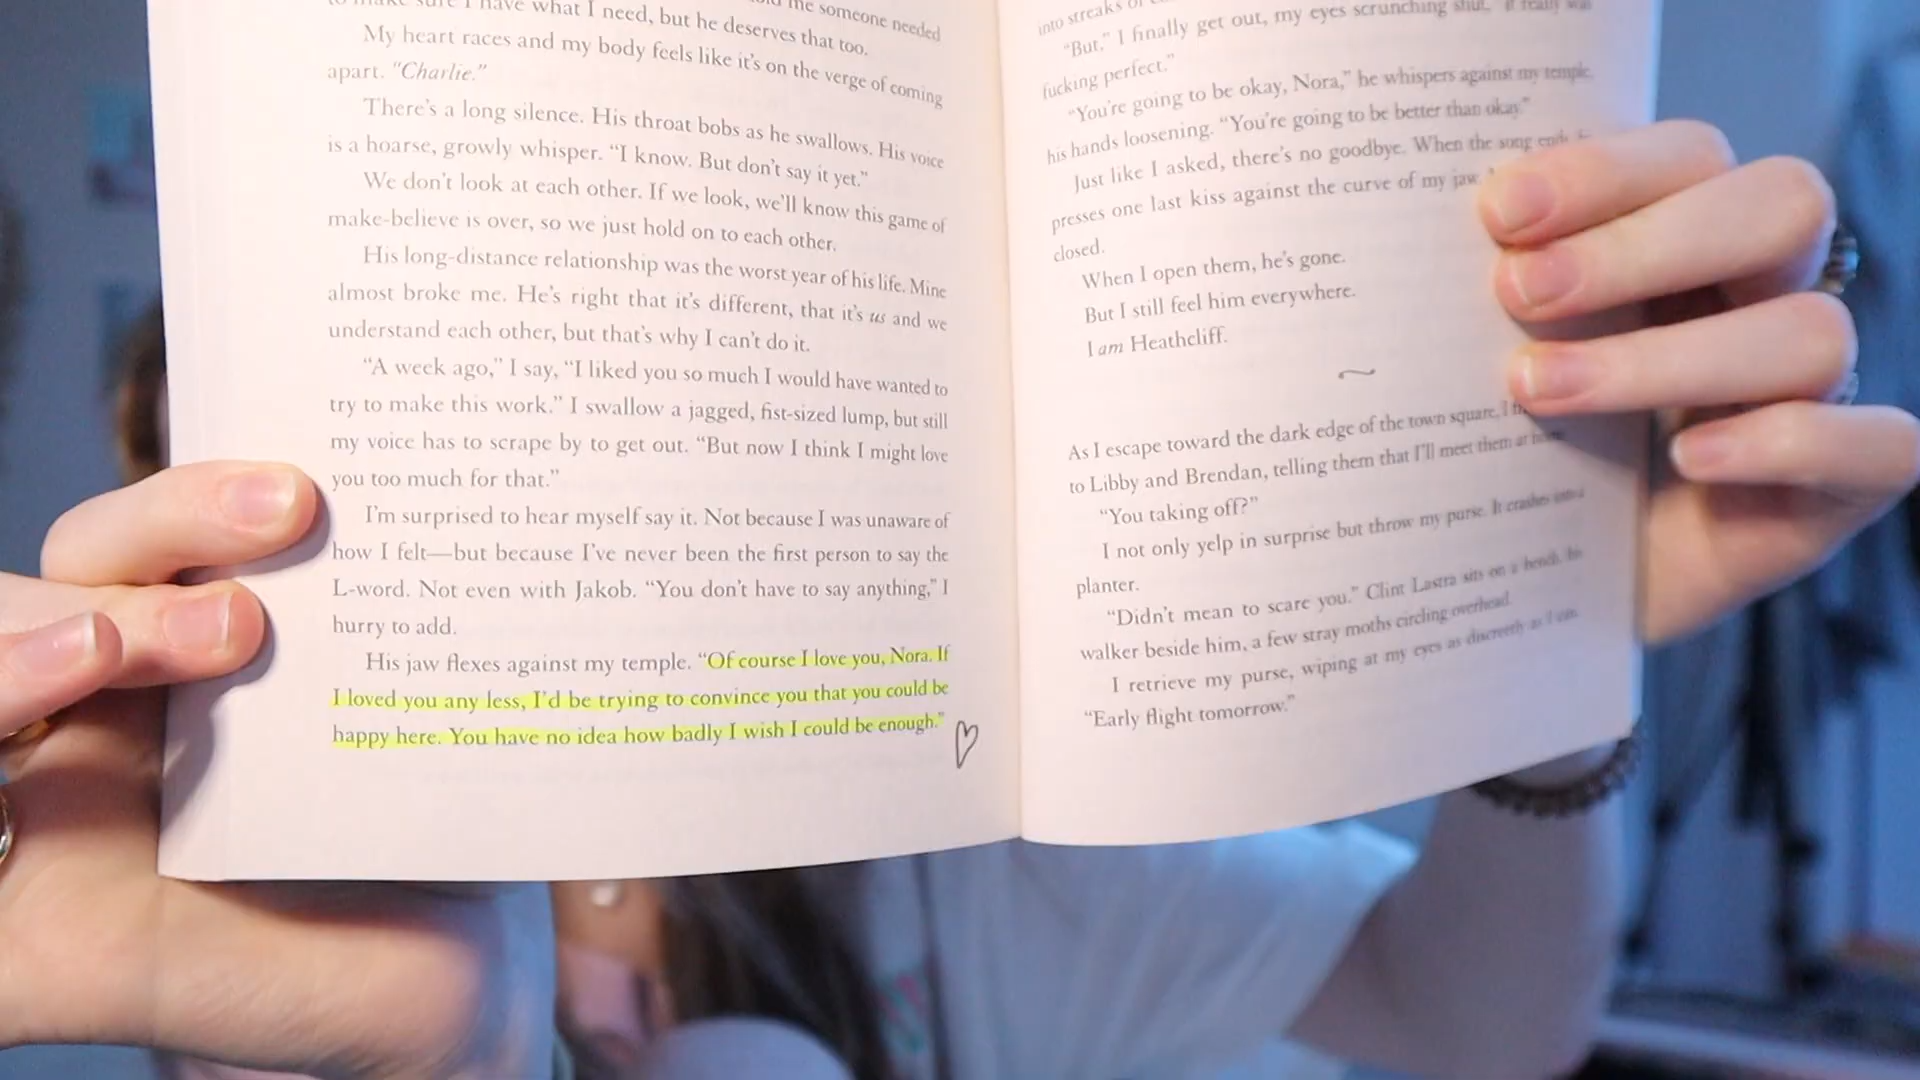 me someone needed
to make sure I have what I need, but he deserves that too.
My heart races and my body feels like it's on the verge of coming
apart. “Charlie.”
There's a long silence. His throat bobs as he swallows. His voice
is a hoarse, growly whisper. “I know. But don't say it yet.”
We don't look at each other. If we look, we'll know this game of
make-believe is over, so we just hold on to each other.
His long-distance relationship was the worst year of his life. Mine
almost broke me. He's right that it's different, that it's us and we
understand each other, but that's why I can't do it.
“A week ago,” I say, “I liked you so much I would have wanted to
try to make this work.” I swallow a jagged, fist-sized lump, but still
my voice has to scrape by to get out. “But now I think I might love
you too much for that.”
I'm surprised to hear myself say it. Not because I was unaware of
how I felt—but because I've never been the first person to say the
L-word. Not even with Jakob. “You don't have to say anything,” I
hurry to add.
His jaw flexes against my temple. “Of course I love you, Nora. If
I loved you any less, I'd be trying to convince you that you could be
happy here. You have no idea how badly I wish I could be enough.”
into streaks of
“But,” I finally get out, my eyes scrunching shut, “it really was
fucking perfect.”
“You're going to be okay, Nora,” he whispers against my temple,
his hands loosening. “You're going to be better than okay.”
Just like I asked, there's no goodbye. When the song ends
presses one last kiss against the curve of my jaw.
closed.
When I open them, he's gone.
But I still feel him everywhere.
I am Heathcliff.
As I escape toward the dark edge of the town square, I
to Libby and Brendan, telling them that I'll meet them at
“You taking off?”
I not only yelp in surprise but throw my purse. It crashes into a
planter.
“Didn't mean to scare you.” Clint Lastra sits on a bench, his
walker beside him, a few stray moths circling overhead.
I retrieve my purse, wiping at my eyes as discreetly as I can.
“Early flight tomorrow.”